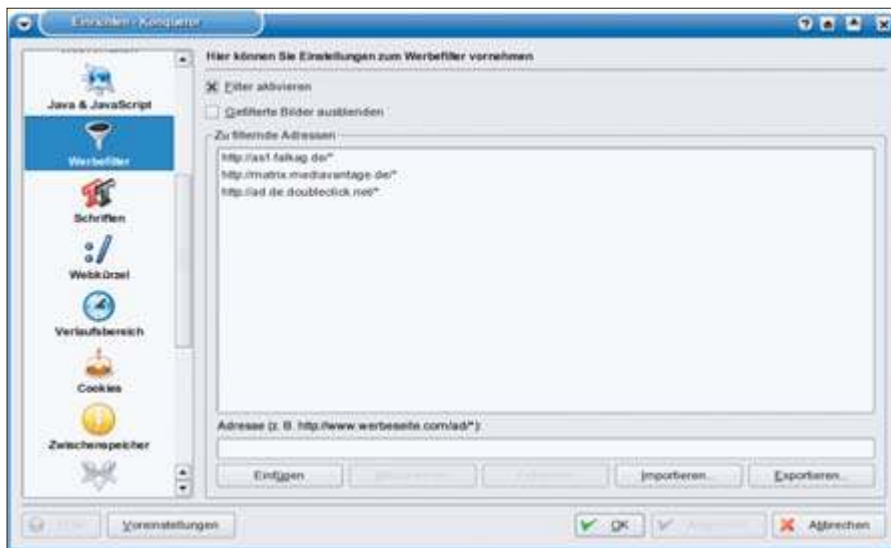 Einrichten - Konqueror
Hier können Sie Einstellungen zum Werbefilter vornehmen
Filter aktivieren
Gefilterte Bilder ausblenden
Zu filternde Adressen
http://as1.falkag.de/*
http://matrix.mediavantage.de/*
http://ad.de.doubleclick.net/*
Java & JavaScript
Werbefilter
Schriften
Webkürzel
Verlaufsbereich
Cookies
Zwischenspeicher
Adresse (z. B. http://www.werbeseite.com/ad/*):
Einfügen
Importieren...
Exportieren...
Voreinstellungen
OK
Abbrechen